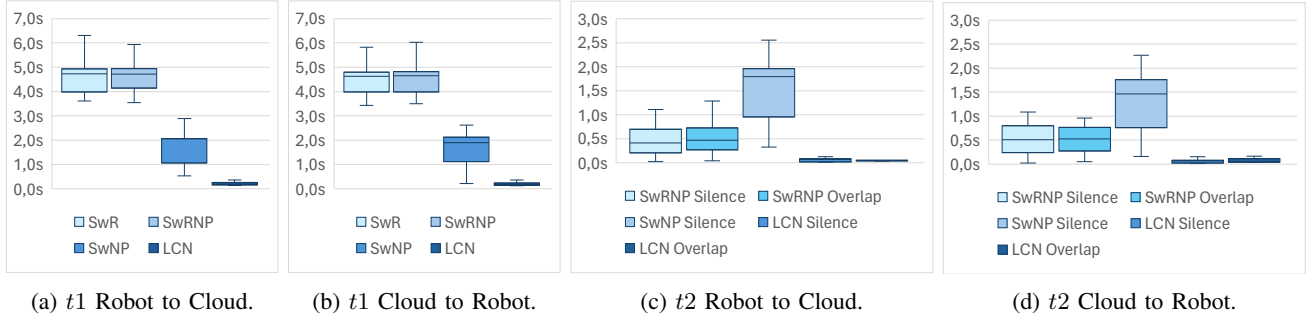 7,0s
6,0s
5,0s
4,0s
3,0s
2,0s
1,0s
0,0s
SwR SwRNP
SwNP LCN
(a) t1 Robot to Cloud.
7,0s
6,0s
5,0s
4,0s
3,0s
2,0s
1,0s
0,0s
SwR SwRNP
SwNP LCN
(b) t1 Cloud to Robot.
3,0s
2,5s
2,0s
1,5s
1,0s
0,5s
0,0s
SwRNP Silence SwRNP Overlap
SwNP Silence LCN Silence
LCN Overlap
(c) t2 Robot to Cloud.
3,0s
2,5s
2,0s
1,5s
1,0s
0,5s
0,0s
SwRNP Silence SwRNP Overlap
SwNP Silence LCN Silence
LCN Overlap
(d) t2 Cloud to Robot.